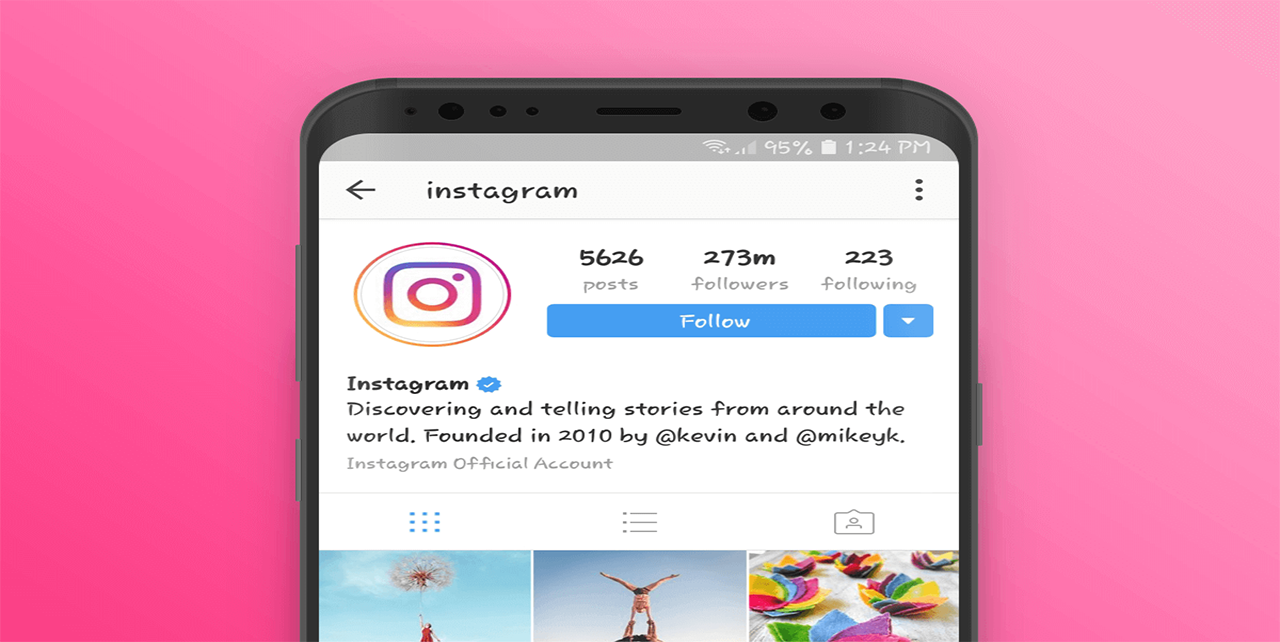 95% 1:24 PM
instagram
5626 273m 223
posts followers following
Follow
Instagram
Discovering and telling stories from around the
world. Founded in 2010 by @kevin and @mikeyk.
Instagram Official Account